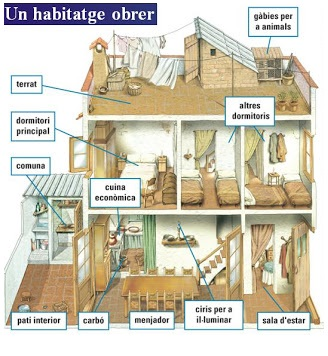 Un habitatge obrer
gàbies per
a animals
terrat
altres
dormitoris
dormitori
principal
comuna
cuina
econòmica
pati interior
carbó
menjador
ciris per a
il·luminar
sala d'estar